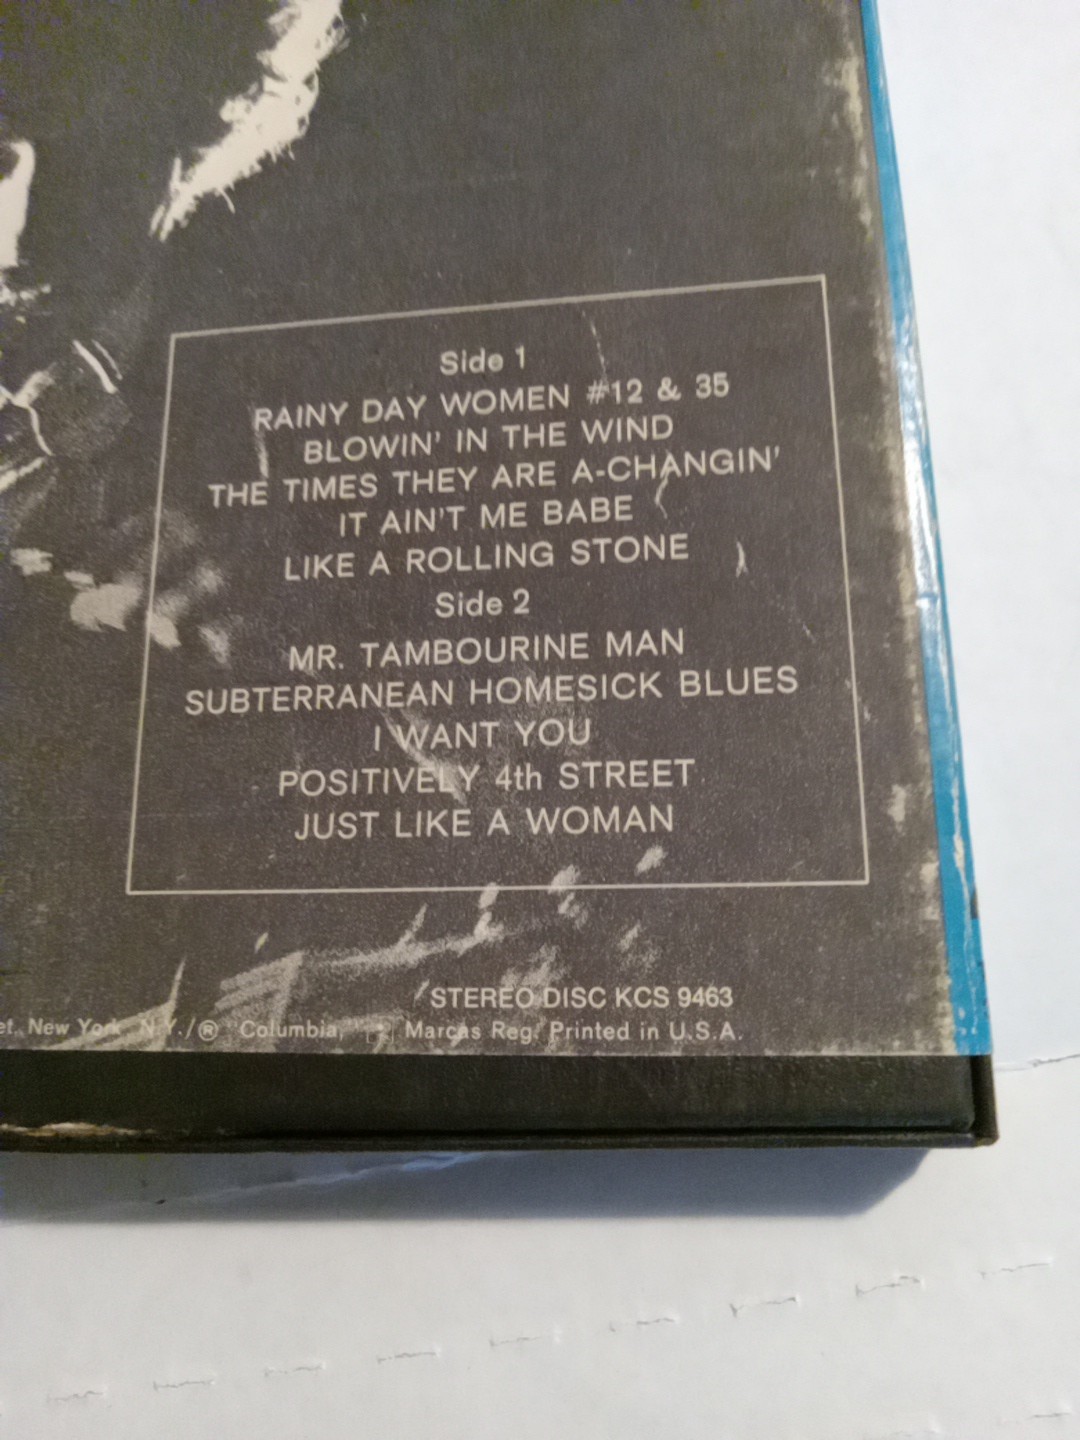 Side 1
RAINY DAY WOMEN #12 & 35
BLOWIN' IN THE WIND
THE TIMES THEY ARE A-CHANGIN'
IT AIN'T ME BABE
LIKE A ROLLING STONE
Side 2
MR. TAMBOURINE MAN
SUBTERRANEAN HOMESICK BLUES
I WANT YOU
POSITIVELY 4th STREET
JUST LIKE A WOMAN
STEREO DISC KCS 9463
et, New York, N.Y./® Columbia, Marcas Reg. Printed in U.S.A.